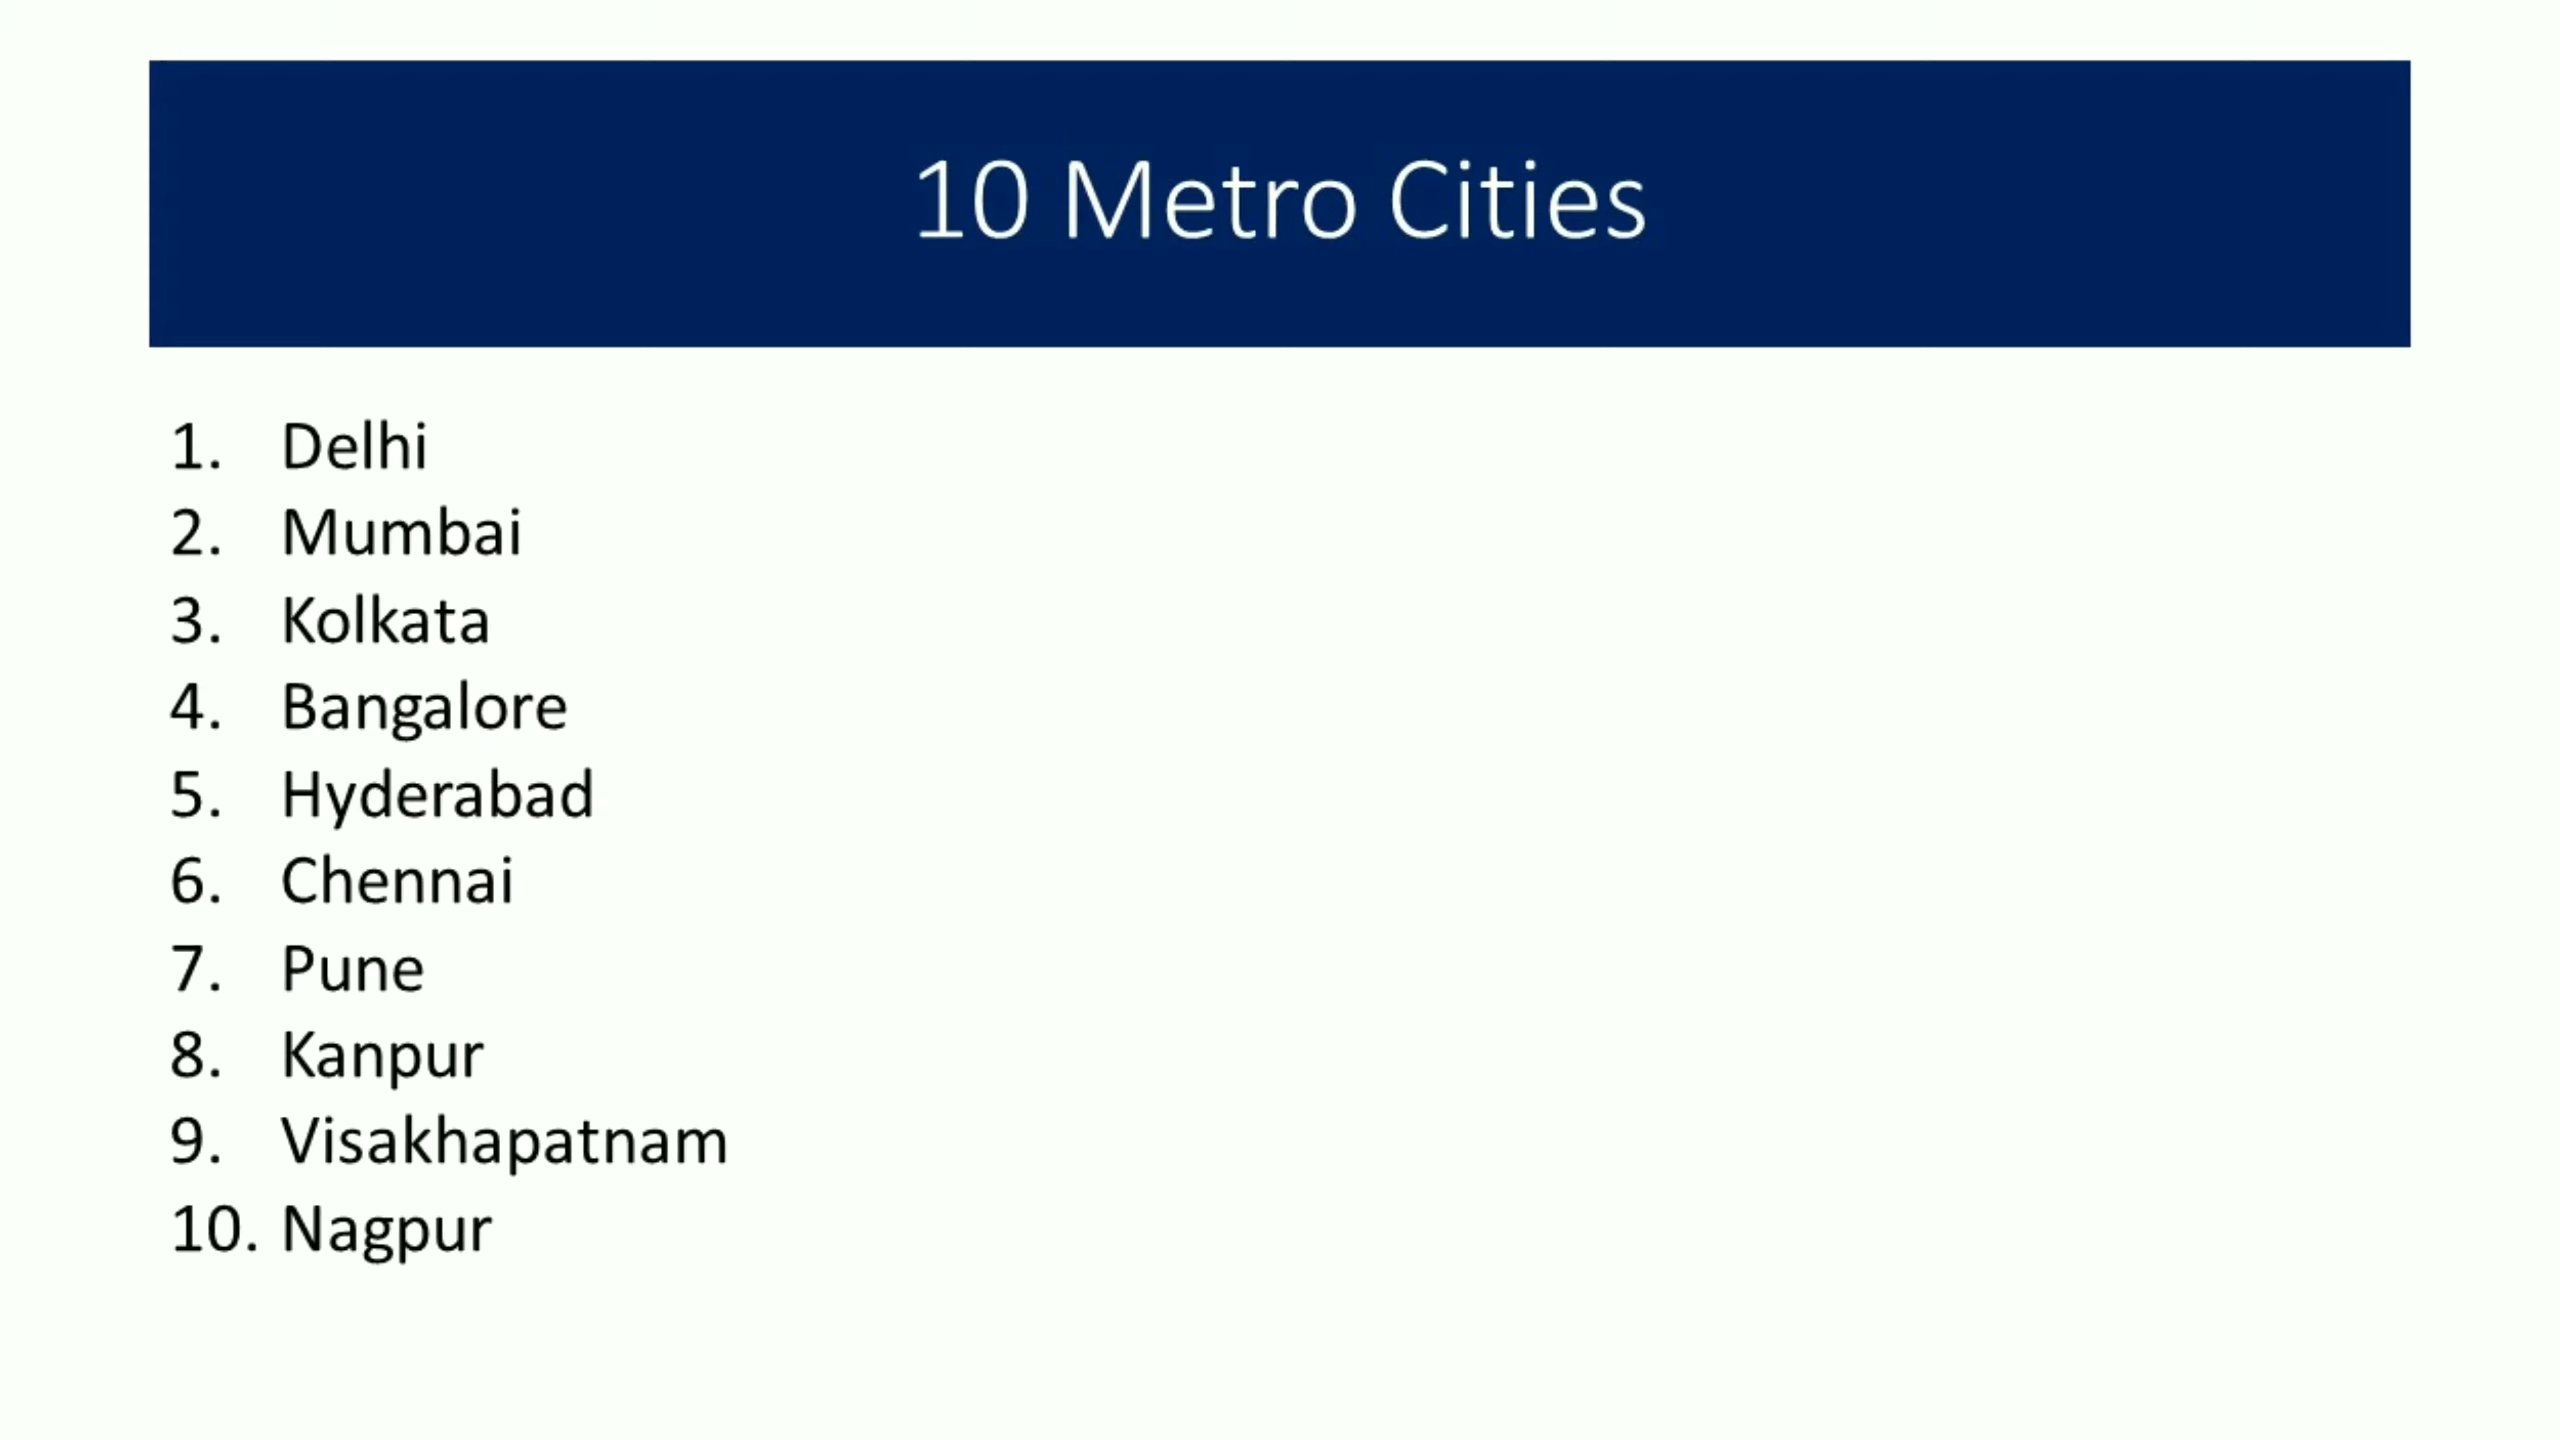 10 Metro Cities
1. Delhi
2. Mumbai
3. Kolkata
4. Bangalore
5. Hyderabad
6. Chennai
7. Pune
8. Kanpur
9. Visakhapatnam
10. Nagpur